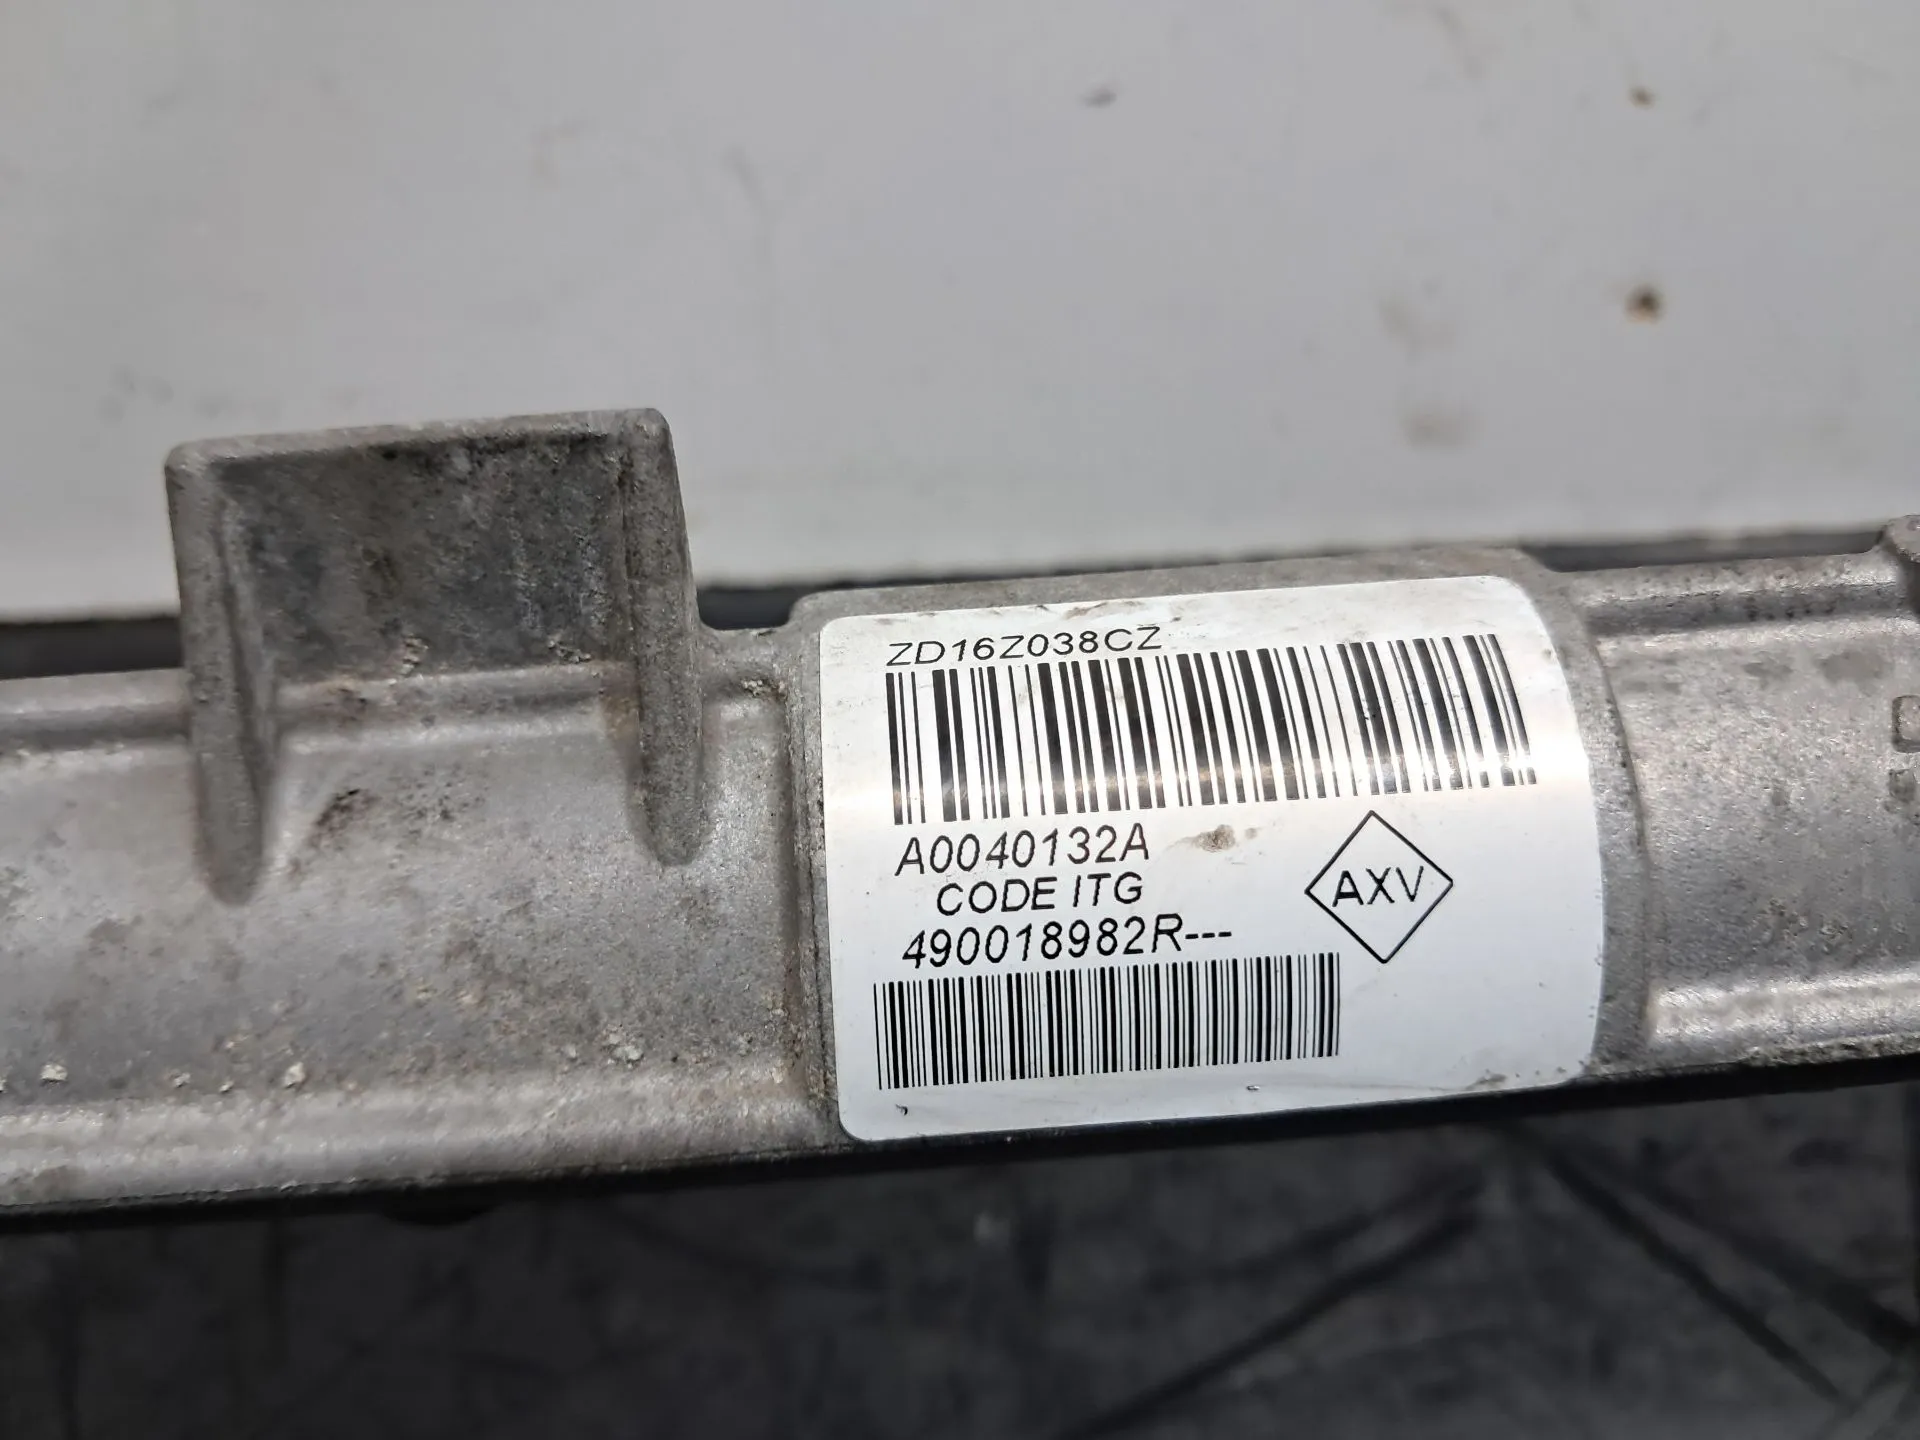 ZD16Z038CZ
A0040132A
CODE ITG
490018982R---
AXV